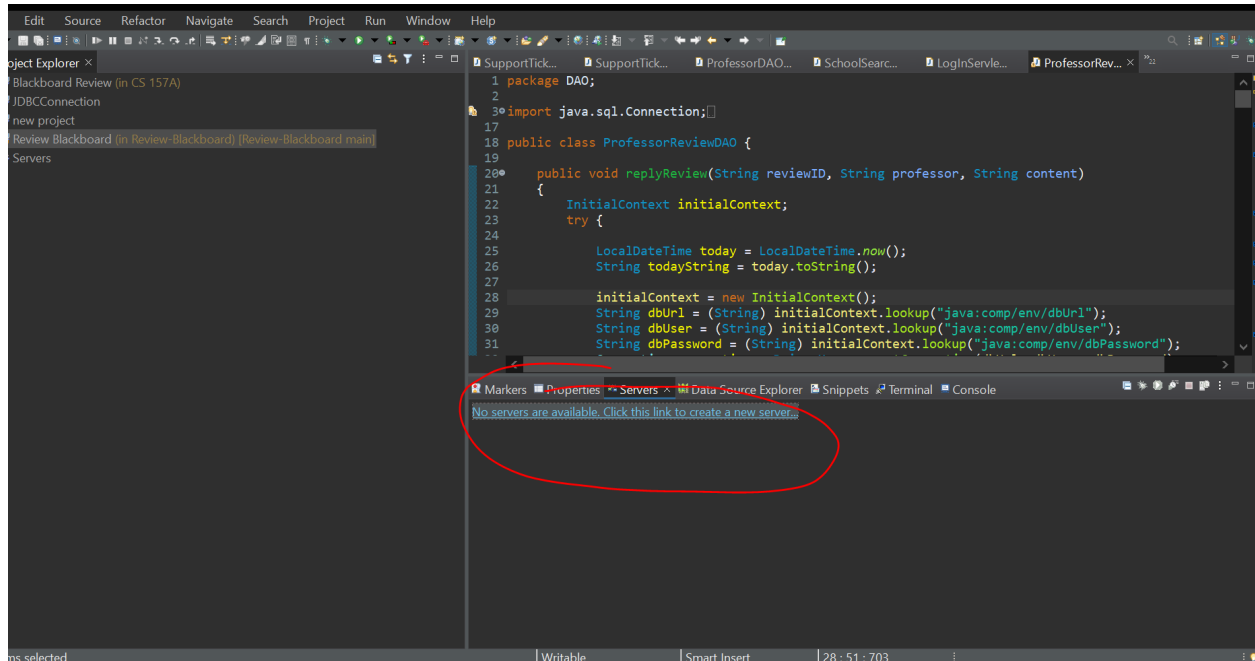 Edit Source Refactor Navigate Search Project Run Window Help
oject Explorer ×
Blackboard Review (in CS 157A)
JDBCConnection
new project
Review Blackboard (in Review-Blackboard) [Review-Blackboard main]
Servers
SupportTick... SupportTick... ProfessorDAO... SchoolSearc... LogInServle... ProfessorRev... × »22
1 package DAO;
2
3 import java.sql.Connection;
17
18 public class ProfessorReviewDAO {
19
20 public void replyReview(String reviewID, String professor, String content)
21 {
22 InitialContext initialContext;
23 try {
24
25 LocalDateTime today = LocalDateTime.now();
26 String todayString = today.toString();
27
28 initialContext = new InitialContext();
29 String dbUrl = (String) initialContext.lookup("java:comp/env/dbUrl");
30 String dbUser = (String) initialContext.lookup("java:comp/env/dbUser");
31 String dbPassword = (String) initialContext.lookup("java:comp/env/dbPassword");
Markers Properties Servers × Data Source Explorer Snippets Terminal Console
No servers are available. Click this link to create a new server...
ms selected Writable Smart Insert 28 : 51 : 703